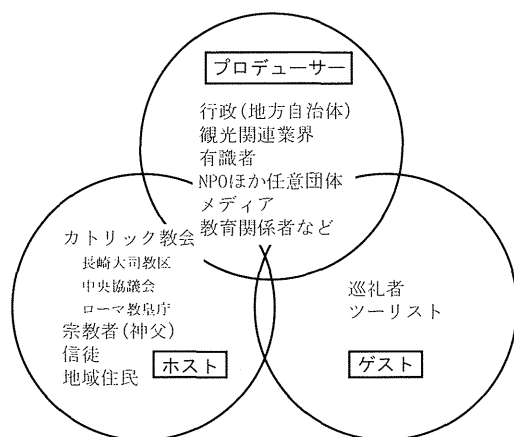 プロデューサー
行政(地方自治体)
観光関連業界
有識者
NPOほか任意団体
メディア
教育関係者など
カトリック教会
長崎大司教区
中央協議会
ローマ教皇庁
宗教者(神父)
信徒
地域住民
ホスト
巡礼者
ツーリスト
ゲスト